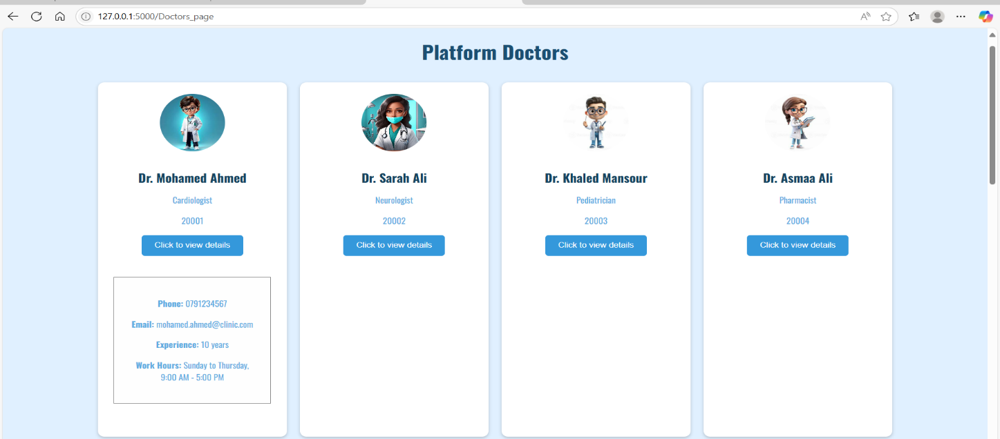 127.0.0.1:5000/Doctors_page
Platform Doctors
Dr. Mohamed Ahmed
Cardiologist
20001
Click to view details
Phone: 0791234567
Email: mohamed.ahmed@clinic.com
Experience: 10 years
Work Hours: Sunday to Thursday,
9:00 AM - 5:00 PM
Dr. Sarah Ali
Neurologist
20002
Click to view details
Dr. Khaled Mansour
Pediatrician
20003
Click to view details
Dr. Asmaa Ali
Pharmacist
20004
Click to view details